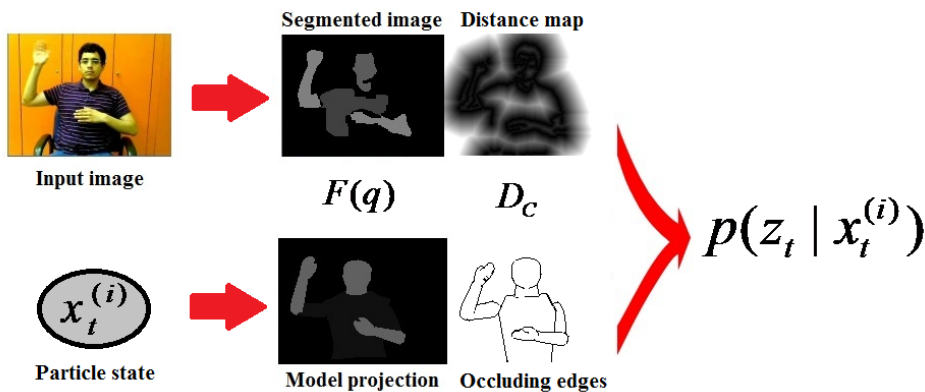 Segmented image
Distance map
Input image
F(q)
D_C
p(z_t | x_t^{(i)})
x_t^{(i)}
Particle state
Model projection
Occluding edges